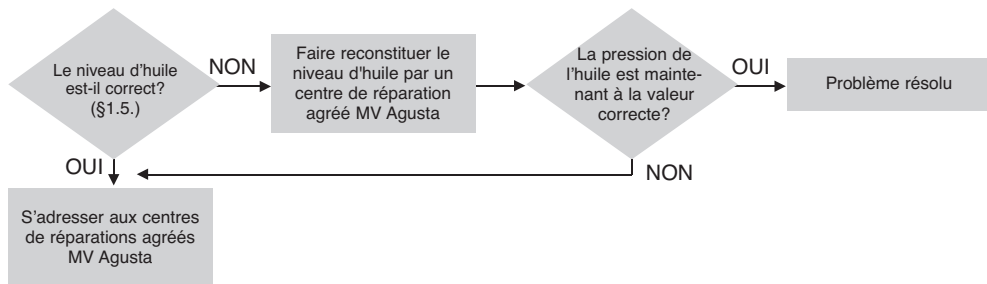 Le niveau d’huile
est-il correct?
(§1.5.)
NON
Faire reconstituer le
niveau d'huile par un
centre de réparation
agréé MV Agusta
La pression de
l’huile est mainte-
nant à la valeur
correcte?
OUI
Problème résolu
OUI
NON
S’adresser aux centres
de réparations agréés
MV Agusta